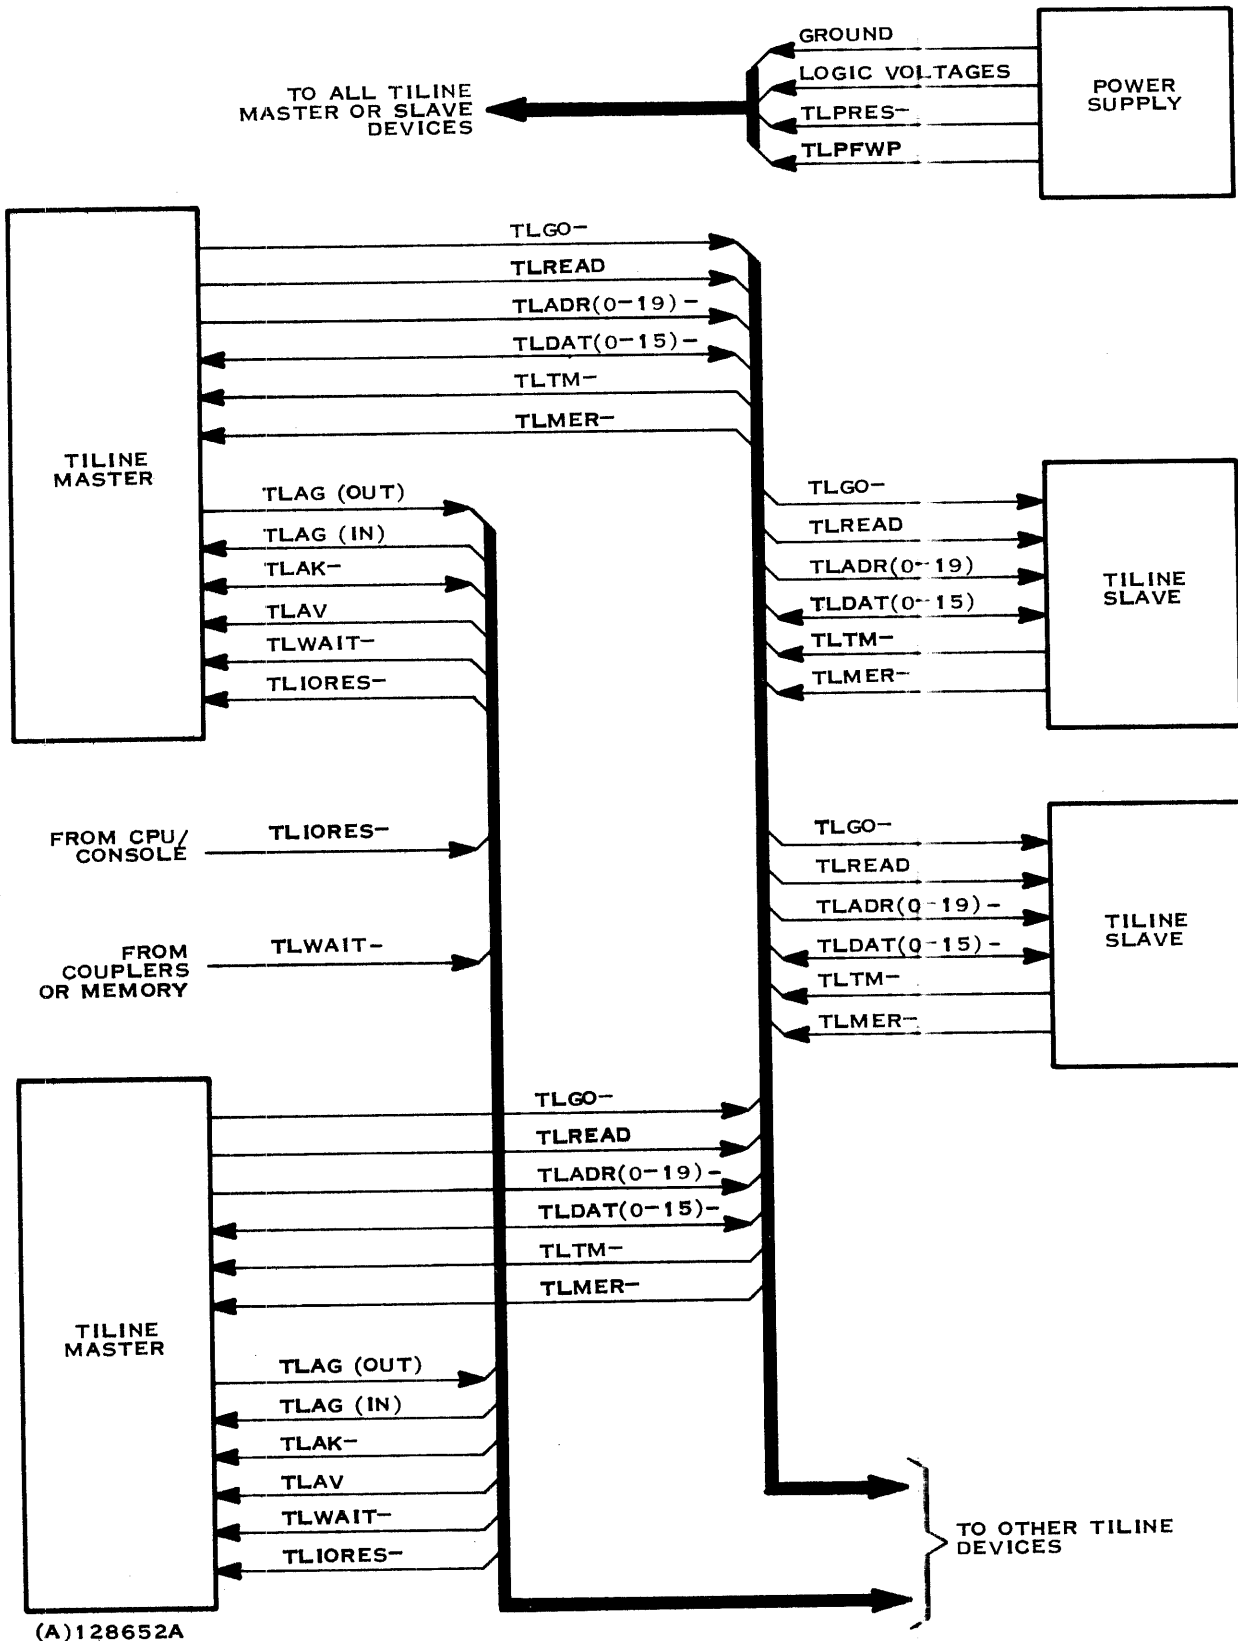 GROUND
LOGIC VOLTAGES
TLPRES-
TLPFWP
POWER
SUPPLY
TO ALL TILINE
MASTER OR SLAVE
DEVICES
TLGO-
TLREAD
TLADR(0-19)-
TLDAT(0-15)-
TLTM-
TLMER-
TILINE
MASTER
TLAG (OUT)
TLAG (IN)
TLAK-
TLAV
TLWAIT-
TLIORES-
TLGO-
TLREAD
TLADR(0-19)
TLDAT(0-15)
TLTM-
TLMER-
TILINE
SLAVE
FROM CPU/
CONSOLE
TLIORES-
FROM
COUPLERS
OR MEMORY
TLWAIT-
TLGO-
TLREAD
TLADR(0-19)-
TLDAT(0-15)-
TLTM-
TLMER-
TILINE
SLAVE
TLGO-
TLREAD
TLADR(0-19)-
TLDAT(0-15)-
TLTM-
TLMER-
TILINE
MASTER
TLAG (OUT)
TLAG (IN)
TLAK-
TLAV
TLWAIT-
TLIORES-
TO OTHER TILINE
DEVICES
(A)128652A